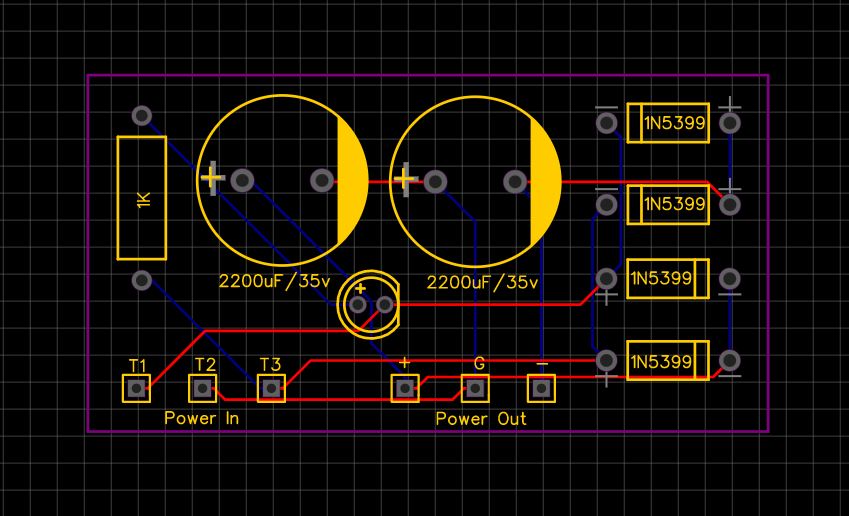 1N5399
1K
1N5399
2200uF/35v
2200uF/35v
1N5399
+
T1
T2
T3
+
G
-
1N5399
Power In
Power Out